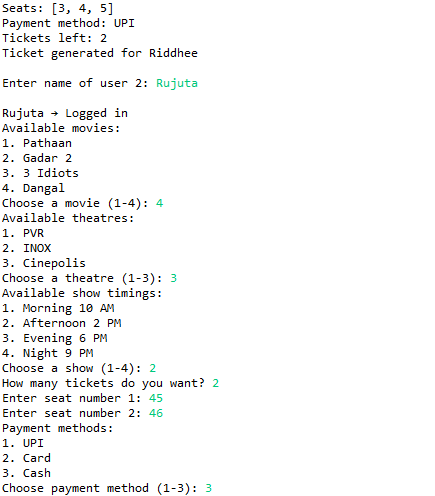 Seats: [3, 4, 5]
Payment method: UPI
Tickets left: 2
Ticket generated for Riddhee
Enter name of user 2: Rujuta
Rujuta → Logged in
Available movies:
1. Pathaan
2. Gadar 2
3. 3 Idiots
4. Dangal
Choose a movie (1-4): 4
Available theatres:
1. PVR
2. INOX
3. Cinepolis
Choose a theatre (1-3): 3
Available show timings:
1. Morning 10 AM
2. Afternoon 2 PM
3. Evening 6 PM
4. Night 9 PM
Choose a show (1-4): 2
How many tickets do you want? 2
Enter seat number 1: 45
Enter seat number 2: 46
Payment methods:
1. UPI
2. Card
3. Cash
Choose payment method (1-3): 3